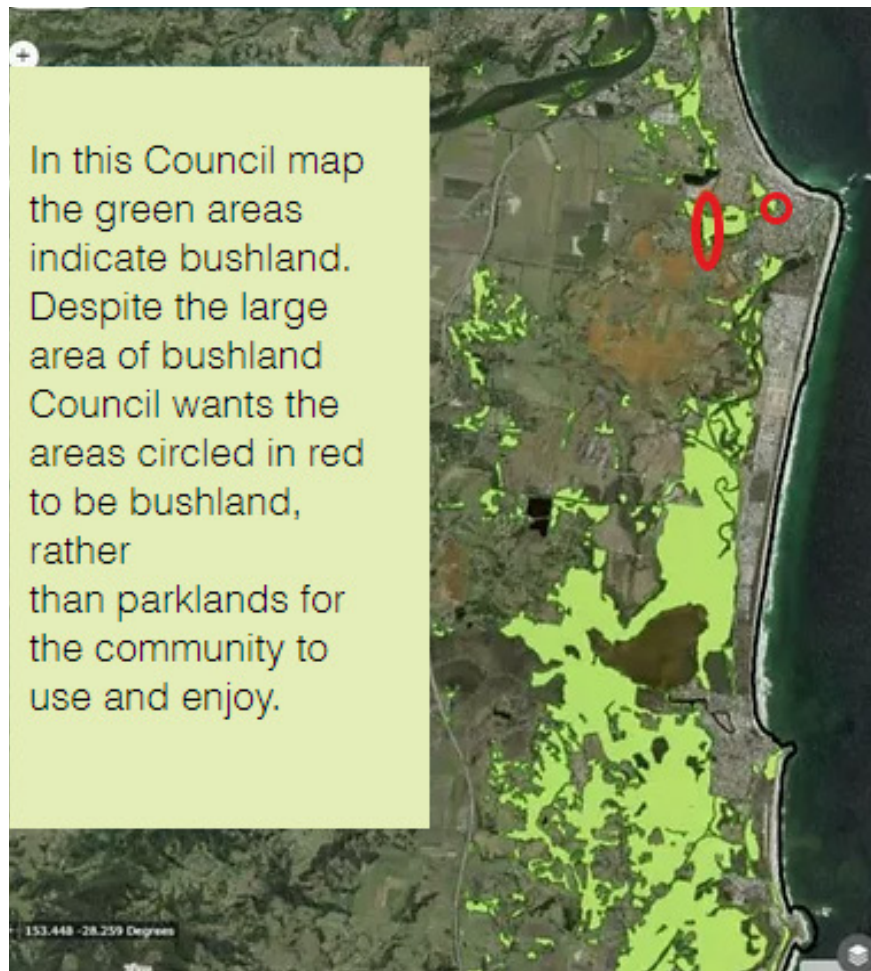 In this Council map
the green areas
indicate bushland.
Despite the large
area of bushland
Council wants the
areas circled in red
to be bushland,
rather
than parklands for
the community to
use and enjoy.
153.448 -28.259 Degrees